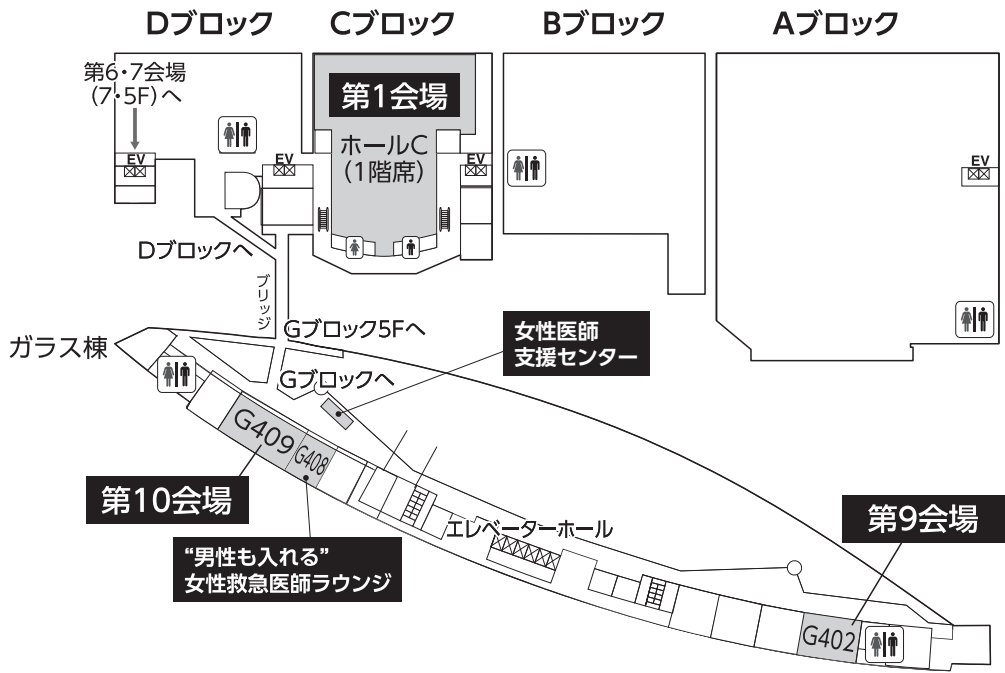 Dブロック
Cブロック
Bブロック
Aブロック
第6・7会場
(7・5F)へ
第1会場
ホールC
(1階席)
EV
EV
EV
EV
Dブロックへ
ブリッジ
Gブロック5Fへ
ガラス棟
女性医師
支援センター
Gブロックへ
G409
G408
第10会場
“男性も入れる”
女性救急医師ラウンジ
エレベーターホール
第9会場
G402